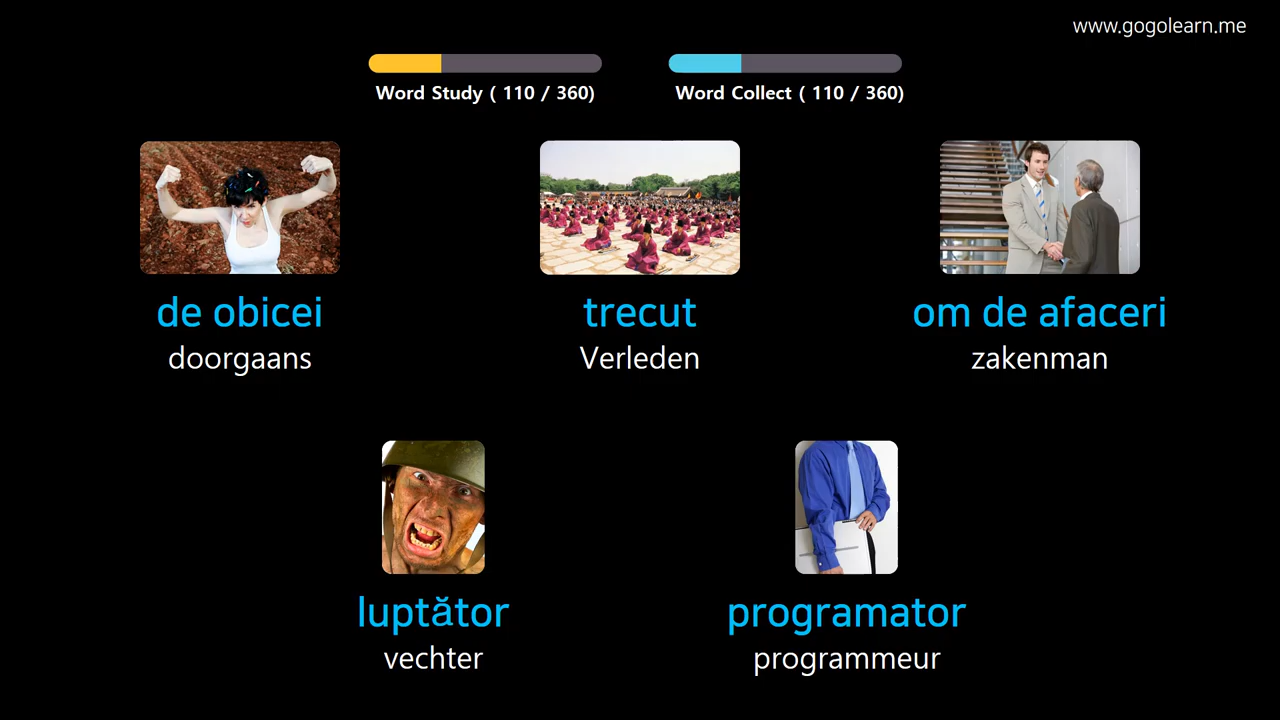 www.gogolearn.me
Word Study ( 110 / 360)
Word Collect ( 110 / 360)
de obicei
doorgaans
trecut
Verleden
om de afaceri
zakenman
luptător
vechter
programator
programmeur